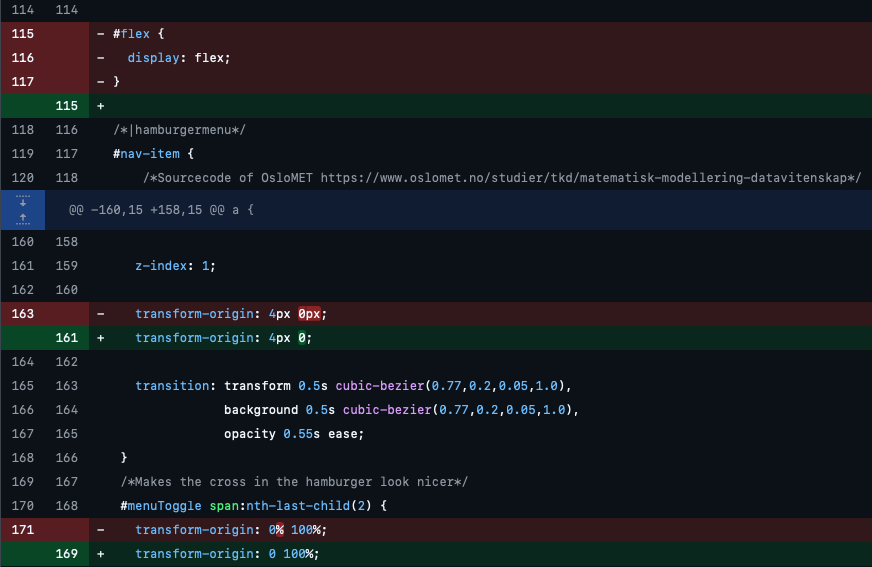 114 114
115 - #flex {
116 - display: flex;
117 - }
115 +
118 116 /*|hamburgermenu*/
119 117 #nav-item {
120 118 /*Sourcecode of OsloMET https://www.oslomet.no/studier/tkd/matematisk-modellering-datavitenskap*/
@@ -160,15 +158,15 @@ a {
160 158
161 159 z-index: 1;
162 160
163 - transform-origin: 4px 0px;
161 + transform-origin: 4px 0;
164 162
165 163 transition: transform 0.5s cubic-bezier(0.77,0.2,0.05,1.0),
166 164 background 0.5s cubic-bezier(0.77,0.2,0.05,1.0),
167 165 opacity 0.55s ease;
168 166 }
169 167 /*Makes the cross in the hamburger look nicer*/
170 168 #menuToggle span:nth-last-child(2) {
171 - transform-origin: 0% 100%;
169 + transform-origin: 0 100%;